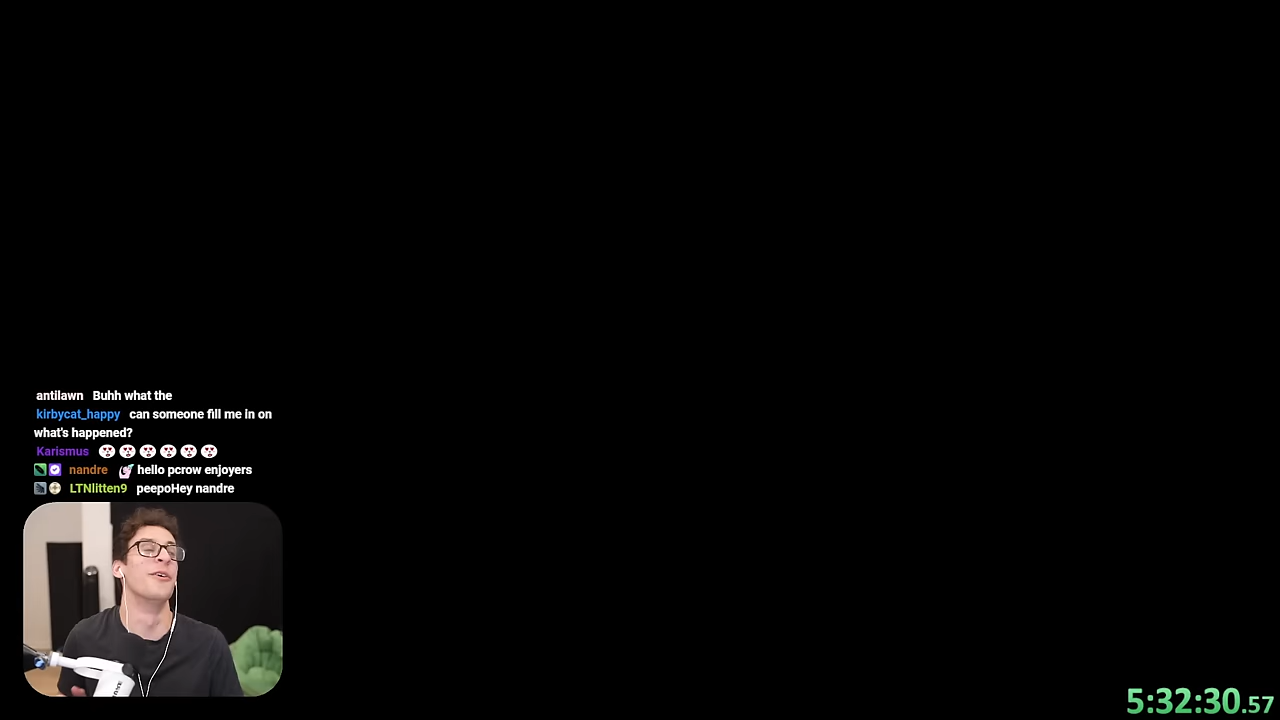 antilawn Buhh what the
kirbycat_happy can someone fill me in on
what's happened?
Karismus
nandre hello pcrow enjoyers
LTNlitten9 peepoHey nandre
5:32:30.57